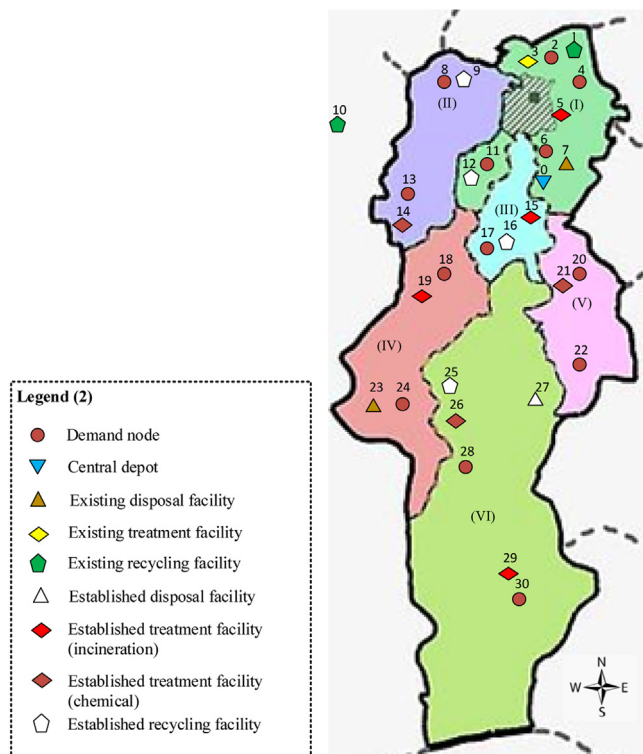 1
2
3
4
8
9
(II)
(I)
5
10
6
11
7
12
0
13
15
14
(III)
16
17
18
20
21
19
(V)
(IV)
22
25
23
24
27
26
28
(VI)
29
30
N
W
E
S
Legend (2)
Demand node
Central depot
Existing disposal facility
Existing treatment facility
Existing recycling facility
Established disposal facility
Established treatment facility
(incineration)
Established treatment facility
(chemical)
Established recycling facility